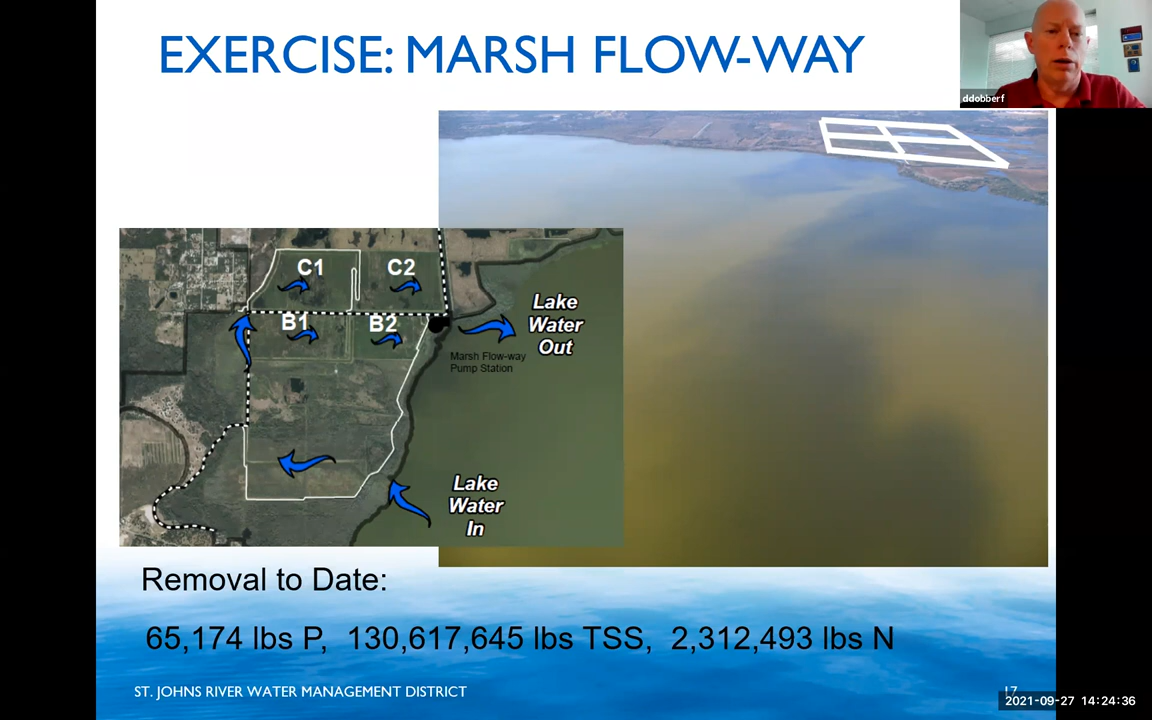 EXERCISE: MARSH FLOW-WAY
ddobberf
C1
C2
B1
B2
Lake
Water
Out
Marsh Flow-way
Pump Station
Lake
Water
In
Removal to Date:
65,174 lbs P, 130,617,645 lbs TSS, 2,312,493 lbs N
ST. JOHNS RIVER WATER MANAGEMENT DISTRICT
17
2021-09-27 14:24:36